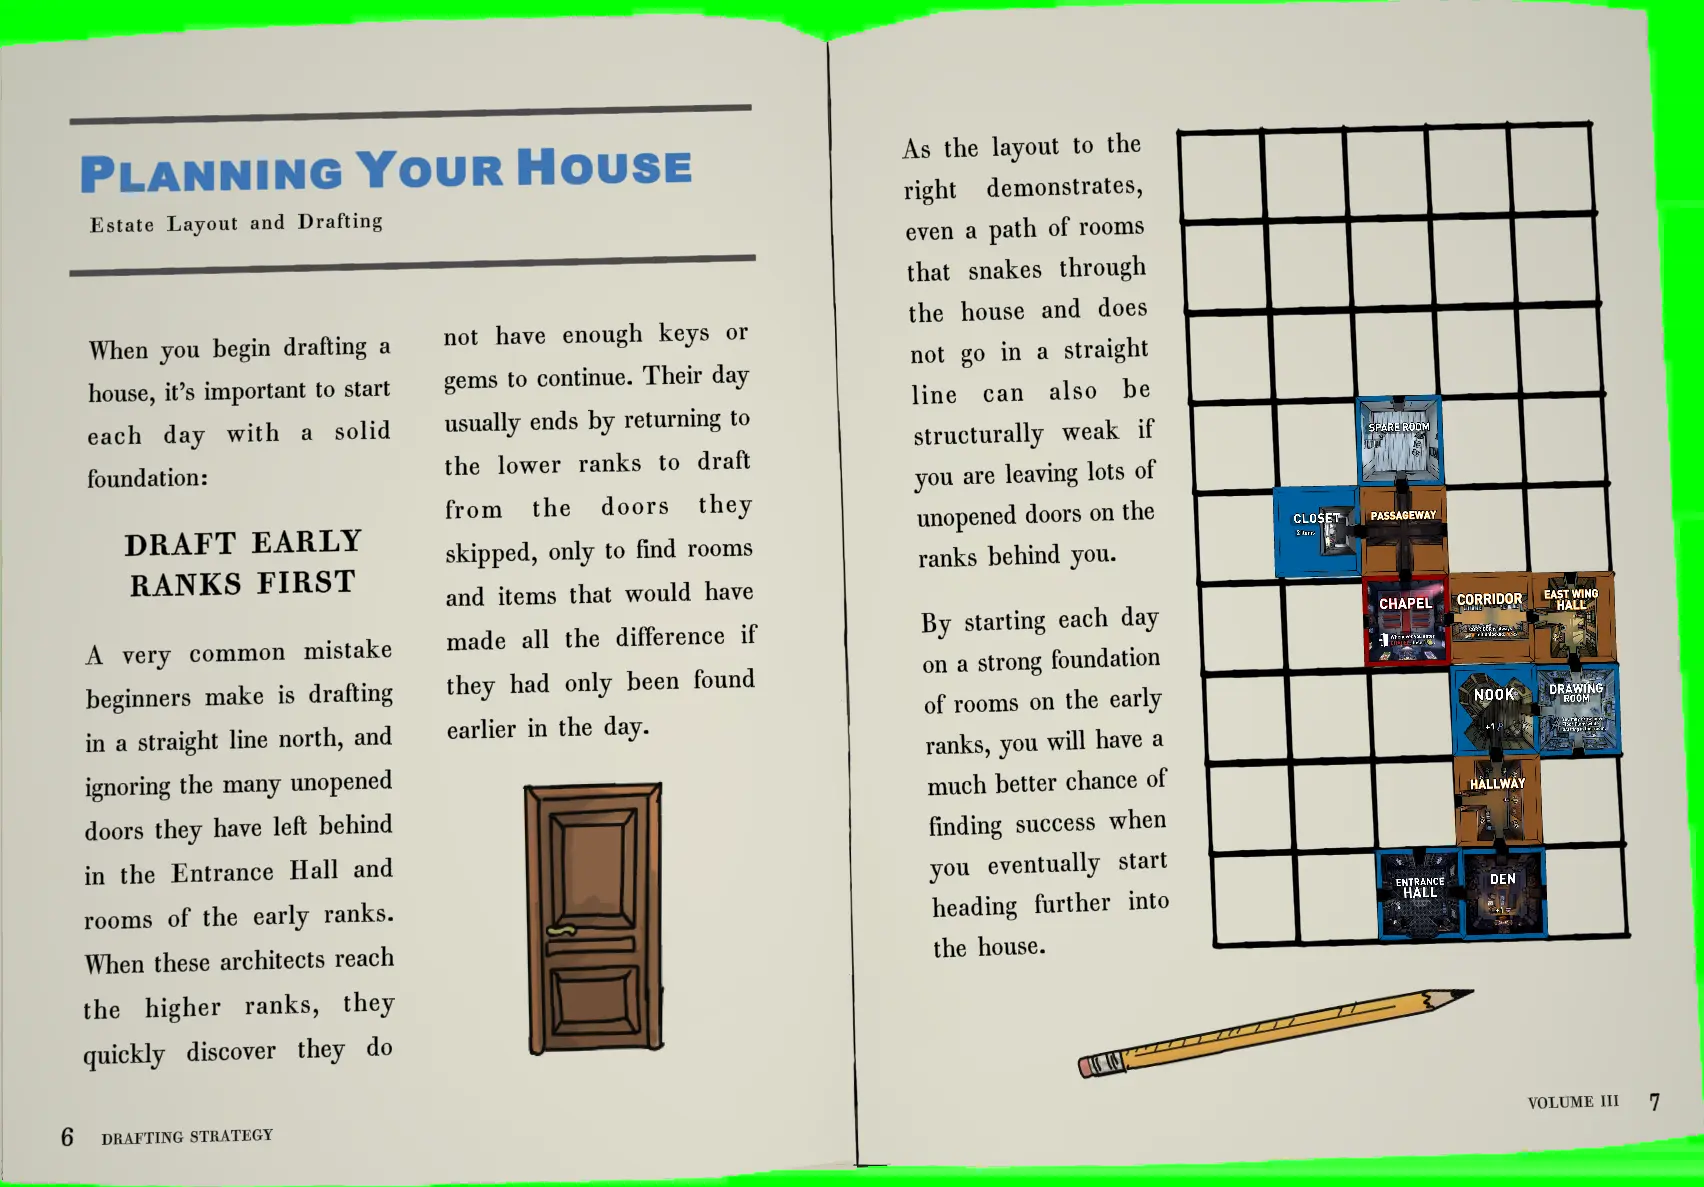 PLANNING YOUR HOUSE
Estate Layout and Drafting
When you begin drafting a
house, it's important to start
each day with a solid
foundation:
DRAFT EARLY
RANKS FIRST
A very common mistake
beginners make is drafting
in a straight line north, and
ignoring the many unopened
doors they have left behind
in the Entrance Hall and
rooms of the early ranks.
When these architects reach
the higher ranks, they
quickly discover they do
not have enough keys or
gems to continue. Their day
usually ends by returning to
the lower ranks to draft
from the doors they
skipped, only to find rooms
and items that would have
made all the difference if
they had only been found
earlier in the day.
6 DRAFTING STRATEGY
As the layout to the
right demonstrates,
even a path of rooms
that snakes through
the house and does
not go in a straight
line can also be
structurally weak if
you are leaving lots of
unopened doors on the
ranks behind you.
By starting each day
on a strong foundation
of rooms on the early
ranks, you will have a
much better chance of
finding success when
you eventually start
heading further into
the house.
SPARE ROOM
CLOSET
PASSAGEWAY
CHAPEL
CORRIDOR
EAST WING
HALL
NOOK
+1
DRAWING
ROOM
HALLWAY
ENTRANCE
HALL
DEN
+1
VOLUME III 7